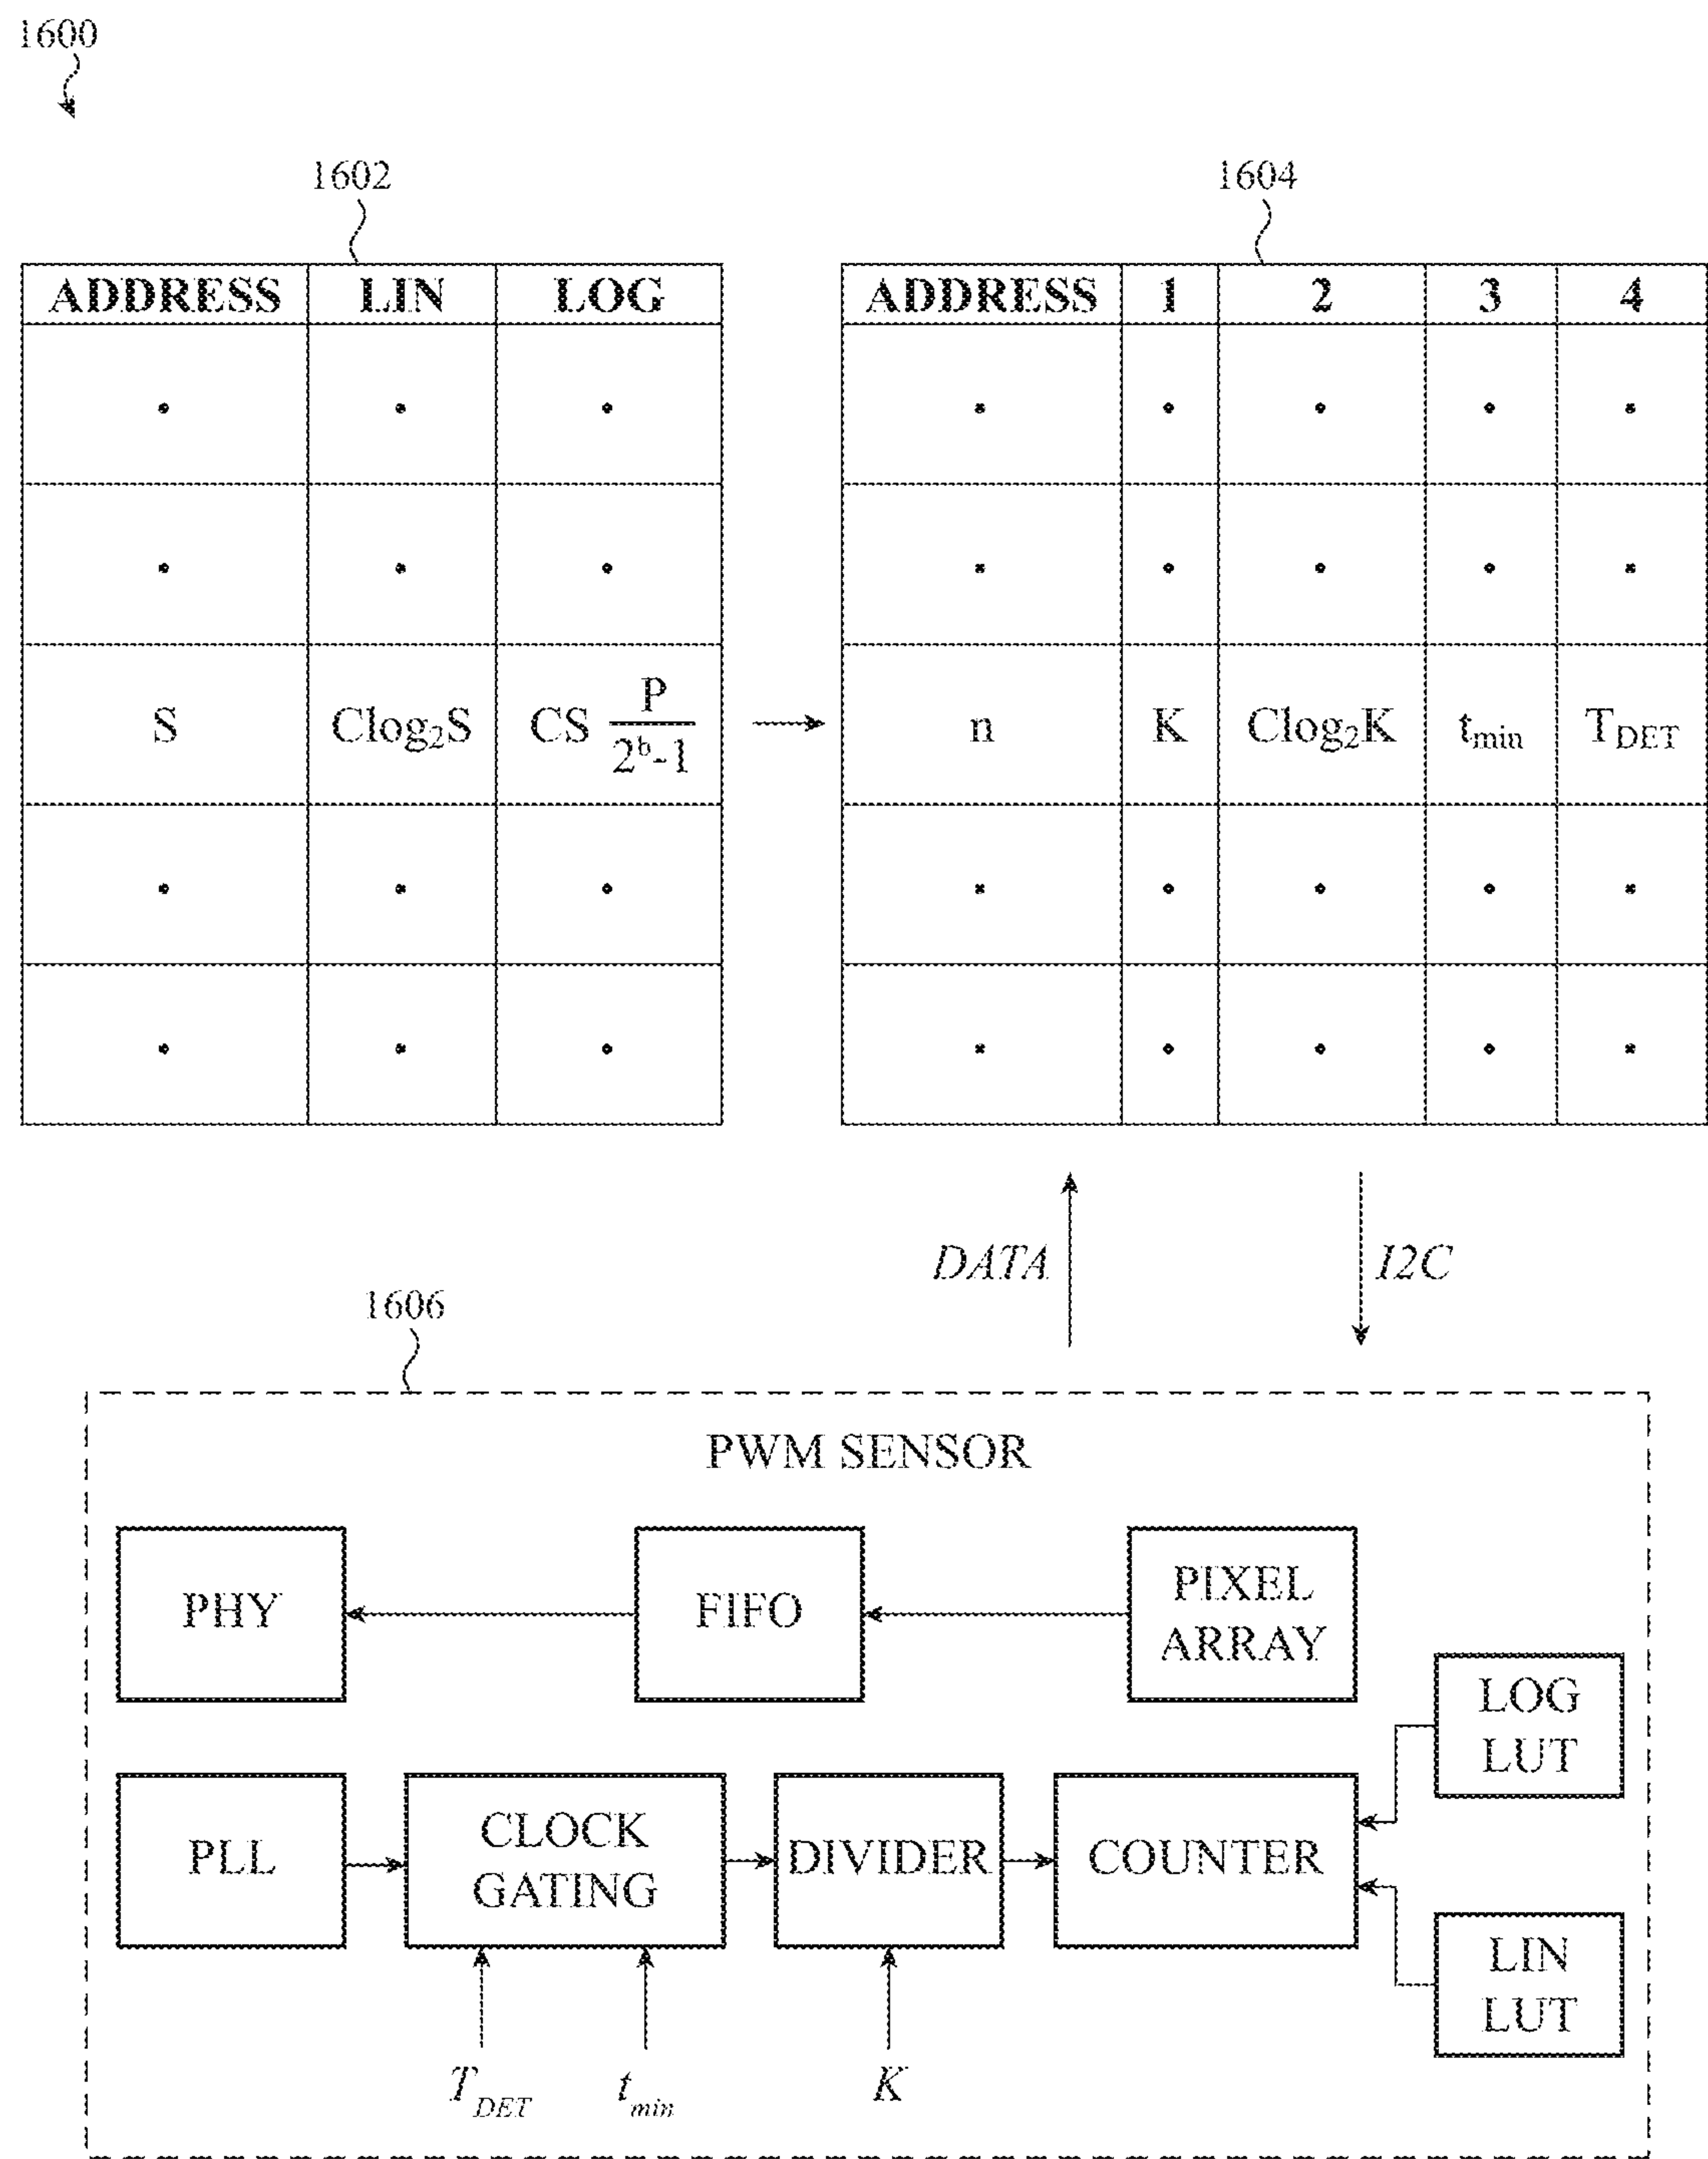 1600
1602
1604
ADDRESS LIN LOG
ADDRESS 1 2 3 4
S Clog₂S CS P/2ᵇ-1
n K Clog₂K tmin TDET
DATA
I2C
1606
PWM SENSOR
PHY
FIFO
PIXEL
ARRAY
LOG
LUT
PLL
CLOCK
GATING
DIVIDER
COUNTER
LIN
LUT
TDET
tmin
K